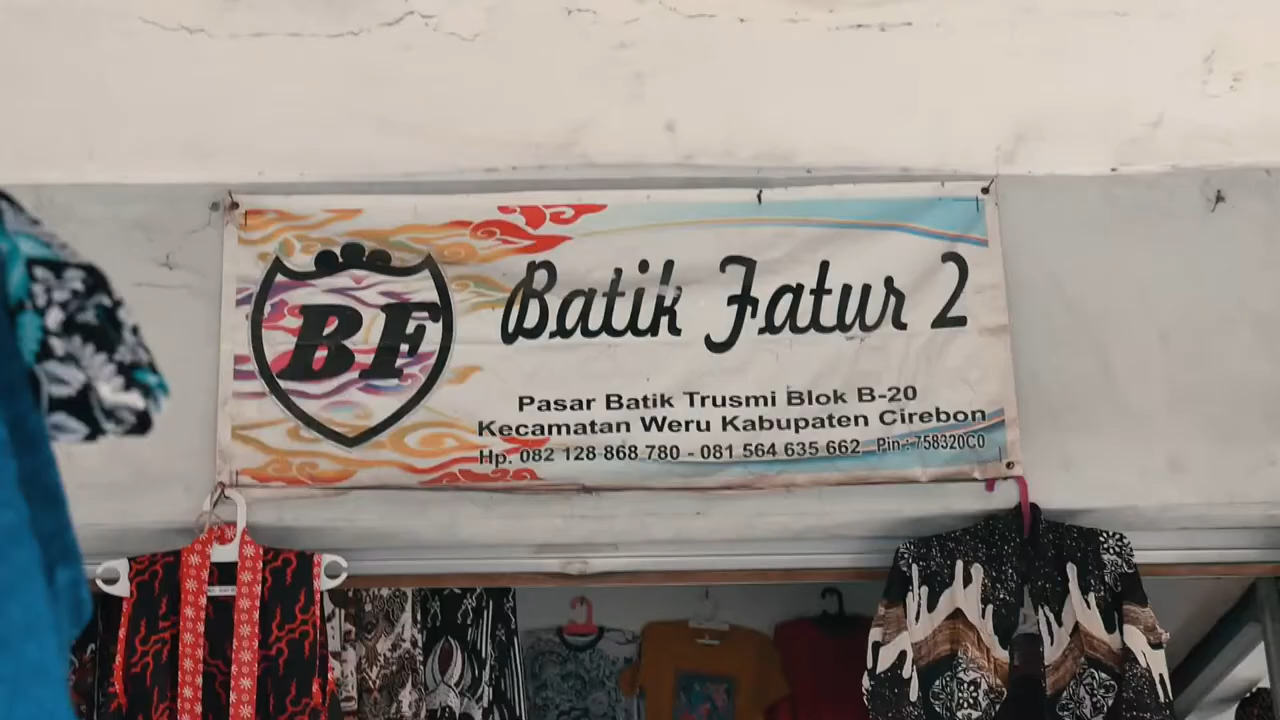 BF
Batik Fatur 2
Pasar Batik Trusmi Blok B-20
Kecamatan Weru Kabupaten Cirebon
Hp. 082 128 868 780 - 081 564 635 662 Pin : 758320C0